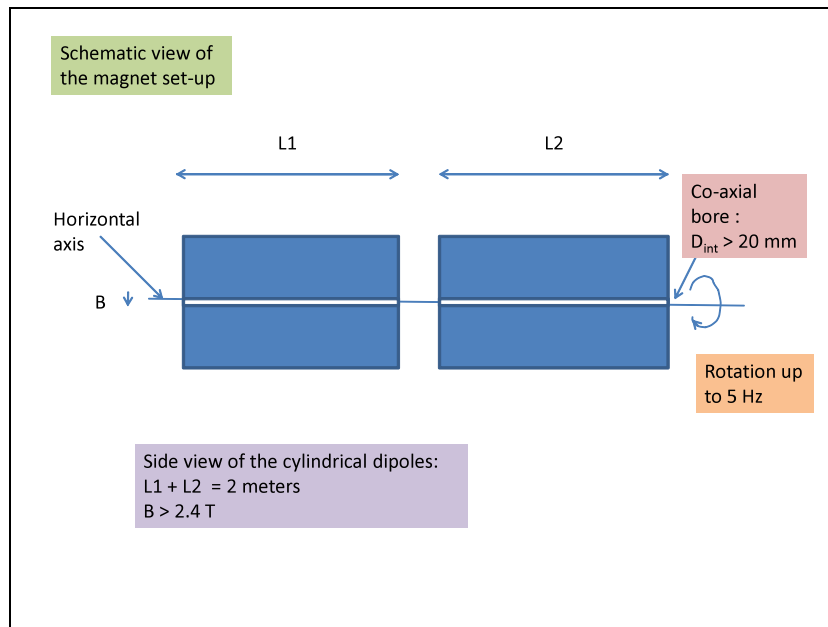 Schematic view of
the magnet set-up
L1
L2
Co-axial
bore :
Dint > 20 mm
Horizontal
axis
B
Rotation up
to 5 Hz
Side view of the cylindrical dipoles:
L1 + L2  = 2 meters
B > 2.4 T